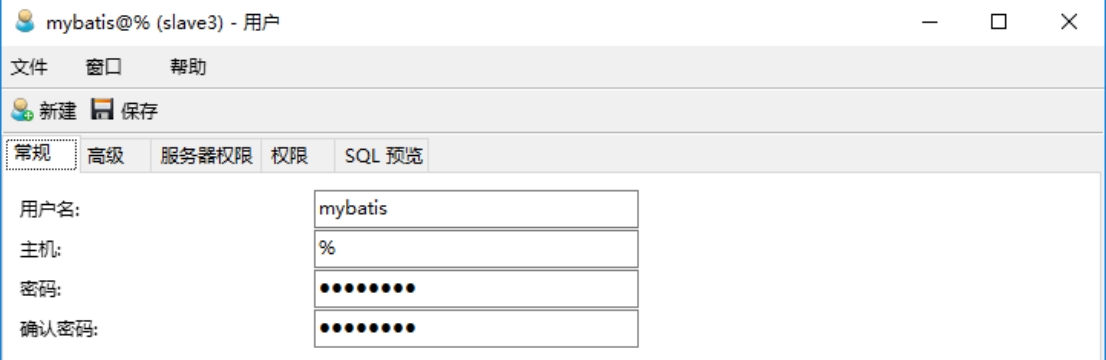 mybatis@% (slave3) - 用户
文件 窗口 帮助
新建 保存
常规 高级 服务器权限 权限 SQL 预览
用户名: mybatis
主机: %
密码: ●●●●●●●●
确认密码: ●●●●●●●●